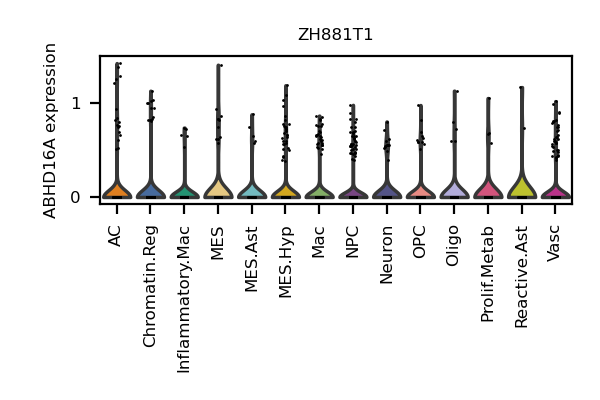 ZH881T1
ABHD16A expression
1
0
AC
Chromatin.Reg
Inflammatory.Mac
MES
MES.Ast
MES.Hyp
Mac
NPC
Neuron
OPC
Oligo
Prolif.Metab
Reactive.Ast
Vasc